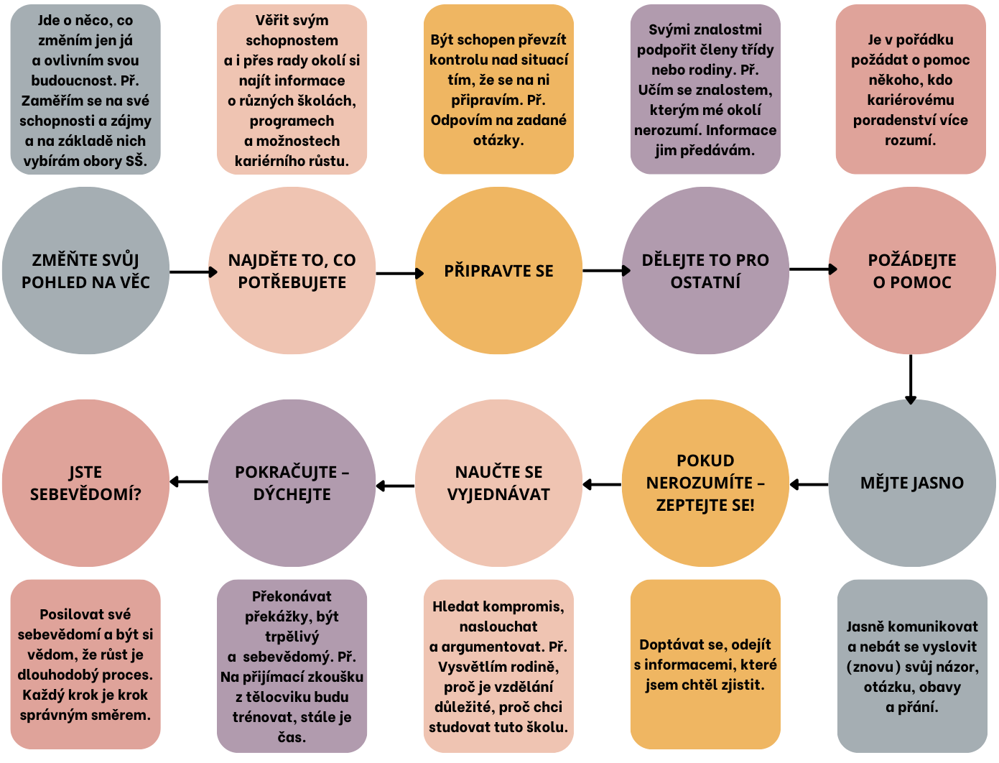 Jde o něco, co
změním jen já
a ovlivním svou
budoucnost. Př.
Zaměřím se na své
schopnosti a zájmy
a na základě nich
vybírám obory SŠ.
Věřit svým
schopnostem
a i přes rady okolí si
najít informace
o různých školách,
programech
a možnostech
kariérního růstu.
Být schopen převzít
kontrolu nad situací
tím, že se na ni
připravím. Př.
Odpovím na zadané
otázky.
Svými znalostmi
podpořit členy třídy
nebo rodiny. Př.
Učím se znalostem,
kterým mé okolí
nerozumí. Informace
jim předávám.
Je v pořádku
požádat o pomoc
někoho, kdo
kariérovému
poradenství více
rozumí.
ZMĚŇTE SVŮJ
POHLED NA VĚC
NAJDĚTE TO, CO
POTŘEBUJETE
PŘIPRAVTE SE
DĚLEJTE TO PRO
OSTATNÍ
POŽÁDEJTE
O POMOC
MĚJTE JASNO
POKUD
NEROZUMÍTE –
ZEPTEJTE SE!
NAUČTE SE
VYJEDNÁVAT
POKRAČUJTE –
DÝCHEJTE
JSTE
SEBEVĚDOMÍ?
Jasně komunikovat
a nebát se vyslovit
(znovu) svůj názor,
otázku, obavy
a přání.
Doptávat se, odejít
s informacemi, které
jsem chtěl zjistit.
Hledat kompromis,
naslouchat
a argumentovat. Př.
Vysvětlím rodině,
proč je vzdělání
důležité, proč chci
studovat tuto školu.
Překonávat
překážky, být
trpělivý
a sebevědomý. Př.
Na přijímací zkoušku
z tělocviku budu
trénovat, stále je
čas.
Posilovat své
sebevědomí a být si
vědom, že růst je
dlouhodobý proces.
Každý krok je krok
správným směrem.